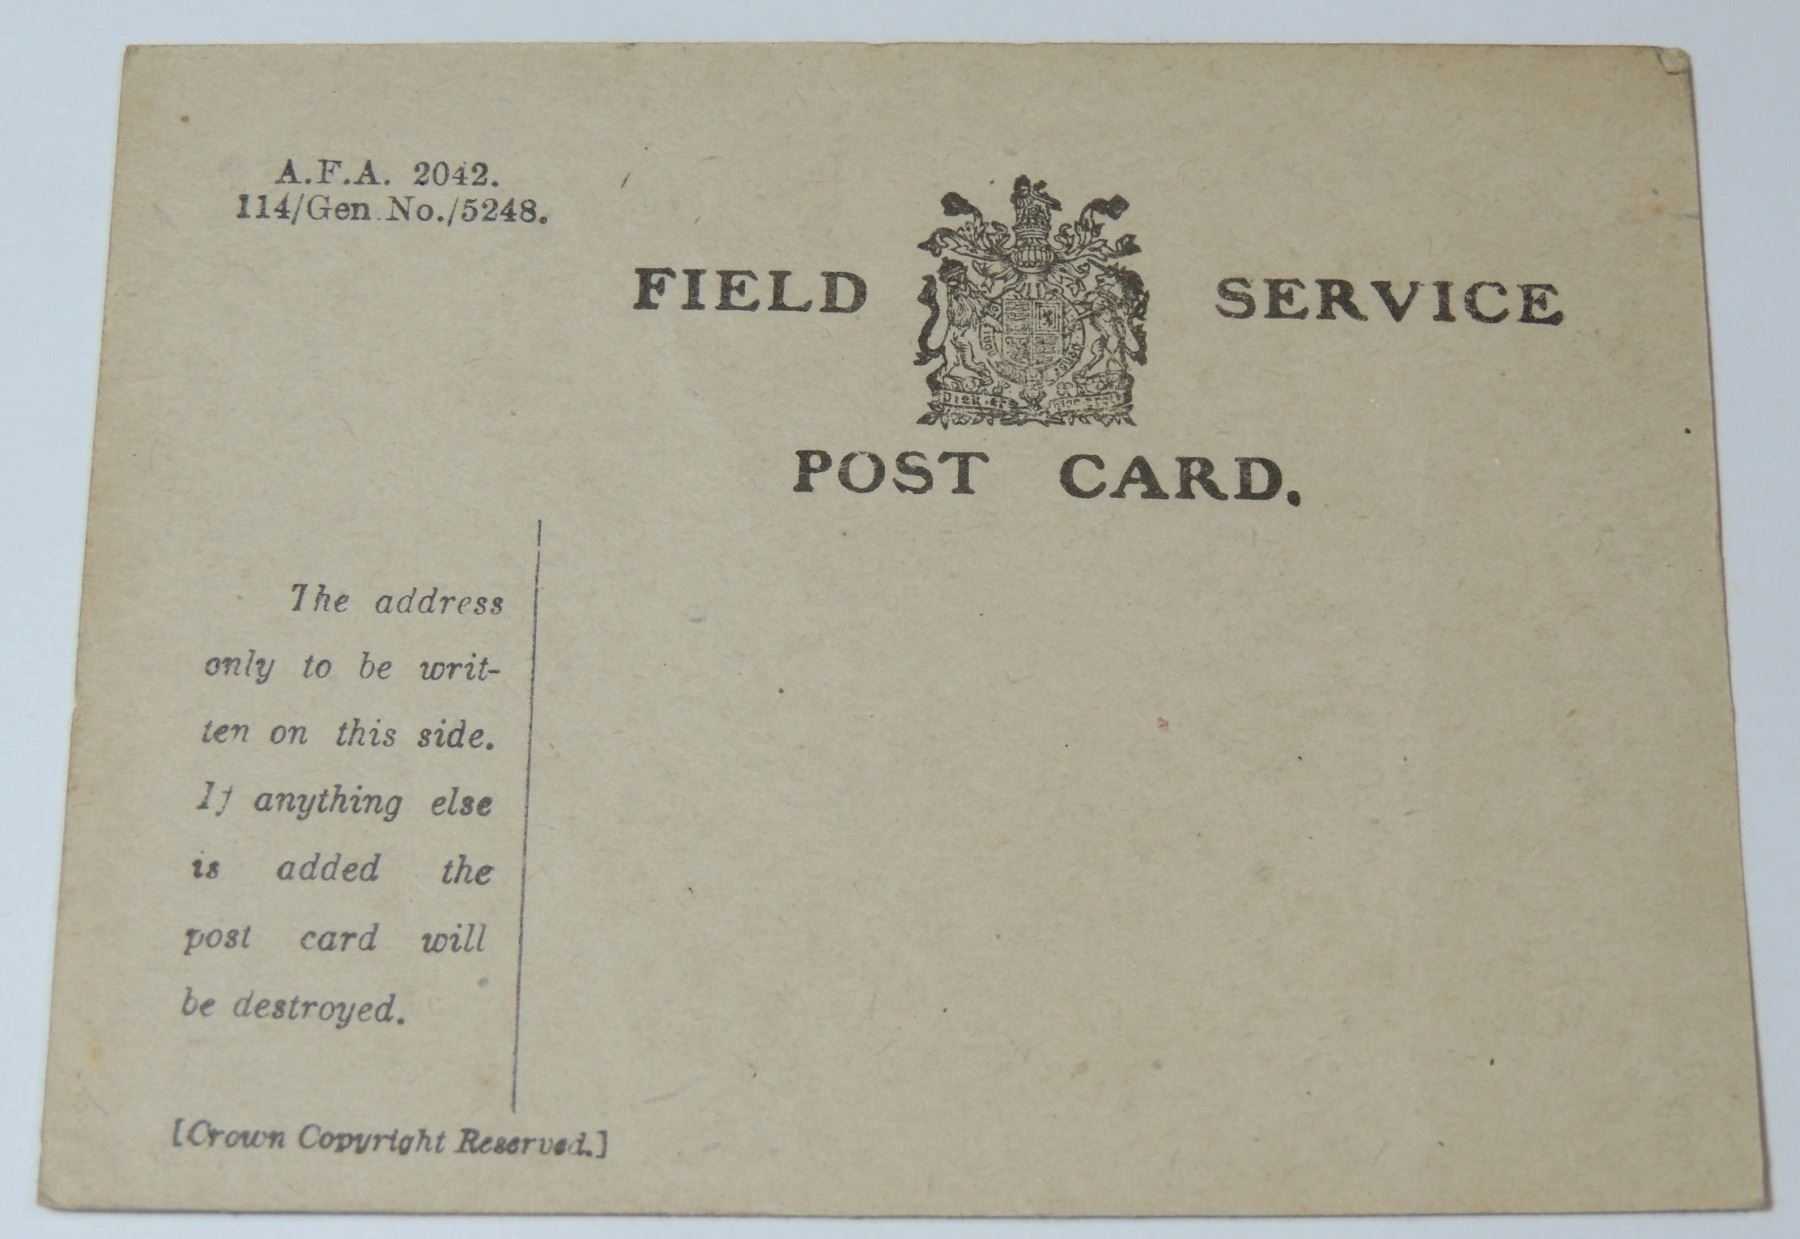 A.F.A. 2042.
114/Gen.No./5248.
FIELD SERVICE
POST CARD.
The address
only to be writ-
ten on this side.
If anything else
is added the
post card will
be destroyed.
[Crown Copyright Reserved.]